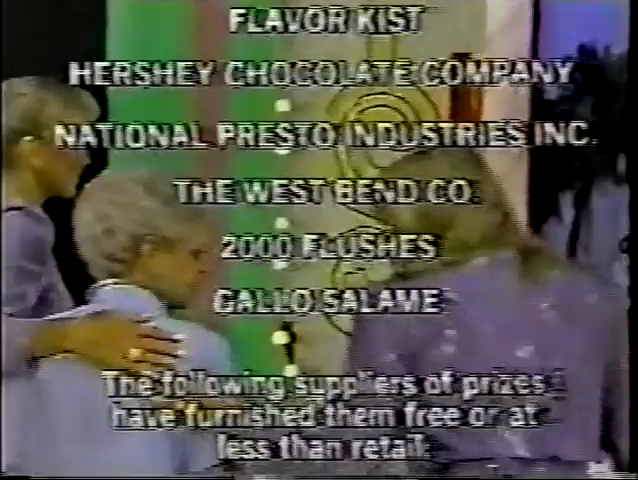 FLAVOR KIST
HERSHEY CHOCOLATE COMPANY
NATIONAL PRESTO INDUSTRIES INC.
THE WEST BEND CO.
2000 FLUSHES
GALLO SALAME
The following suppliers of prizes
have furnished them free or at
less than retail.